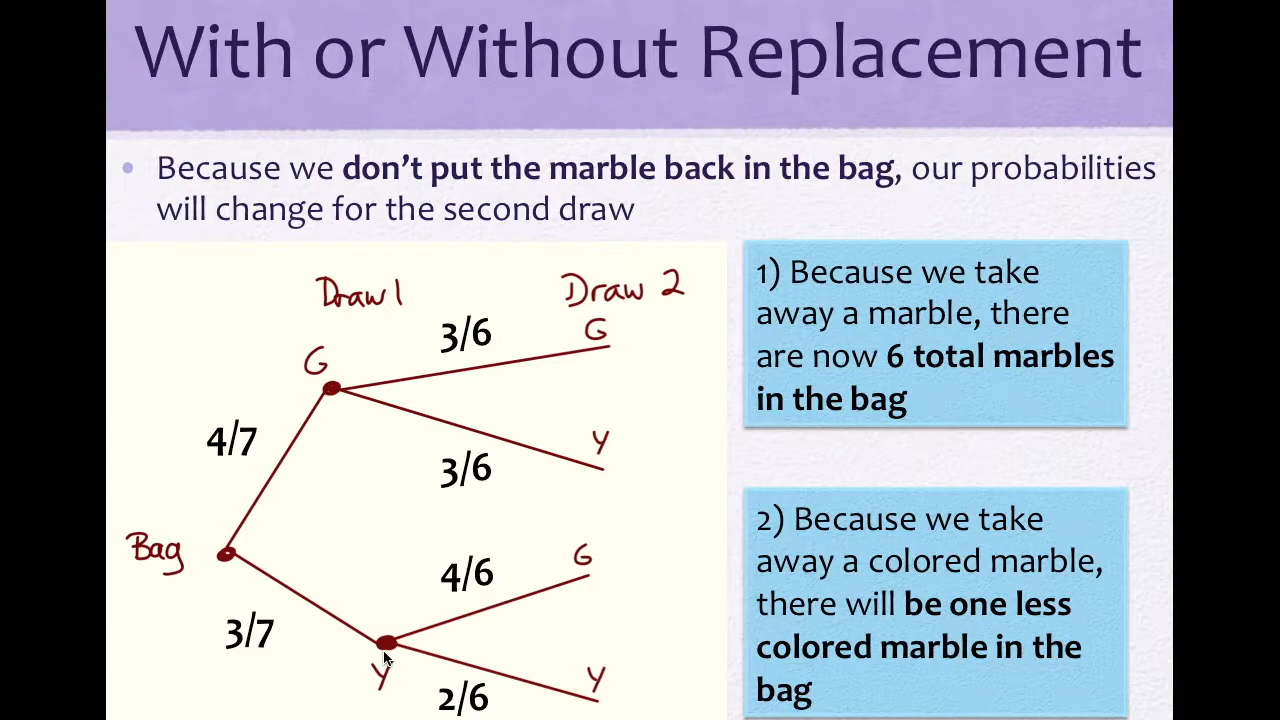 With or Without Replacement
• Because we don't put the marble back in the bag, our probabilities
will change for the second draw
Draw 1 Draw 2
3/6
G
G
4/7
Y
3/6
Bag
G
4/6
3/7
Y
Y
2/6
1) Because we take
away a marble, there
are now 6 total marbles
in the bag
2) Because we take
away a colored marble,
there will be one less
colored marble in the
bag